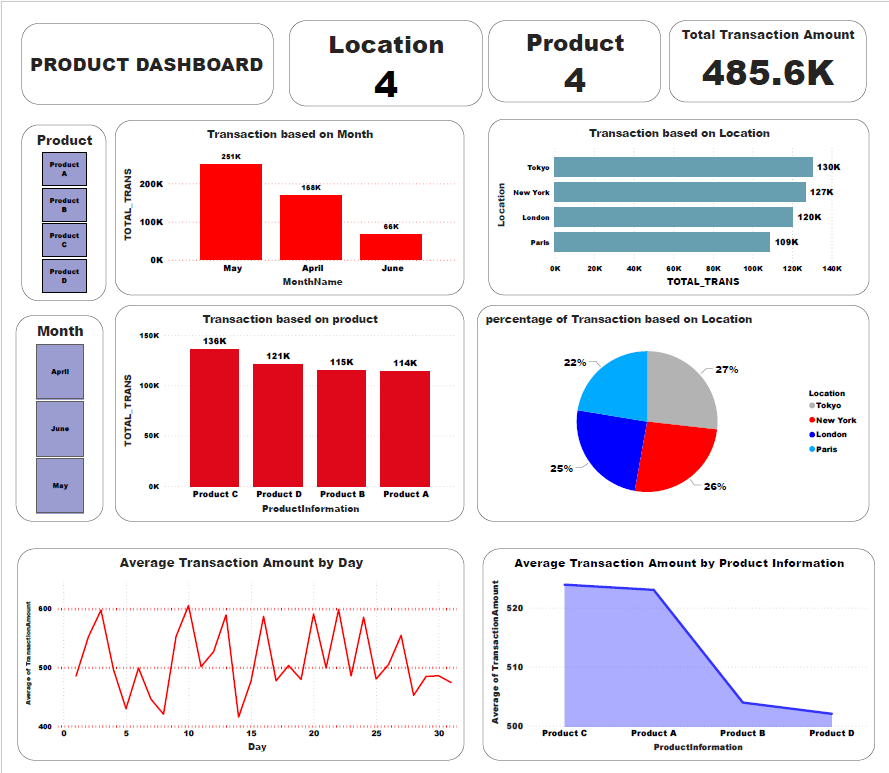 PRODUCT DASHBOARD
Location
4
Product
4
Total Transaction Amount
485.6K
Product
Product
A
Product
B
Product
C
Product
D
Transaction based on Month
TOTAL_TRANS
200K
100K
0K
251K
168K
66K
May
April
June
MonthName
Transaction based on Location
Location
Tokyo
130K
New York
127K
London
120K
Paris
109K
0K 20K 40K 60K 80K 100K 120K 140K
TOTAL_TRANS
Month
April
June
May
Transaction based on product
TOTAL_TRANS
150K
100K
50K
0K
136K
121K
115K
114K
Product C
Product D
Product B
Product A
ProductInformation
percentage of Transaction based on Location
22%
27%
25%
26%
Location
Tokyo
New York
London
Paris
Average Transaction Amount by Day
Average of TransactionAmount
600
500
400
0 5 10 15 20 25 30
Day
Average Transaction Amount by Product Information
Average of TransactionAmount
520
510
500
Product C
Product A
Product B
Product D
ProductInformation